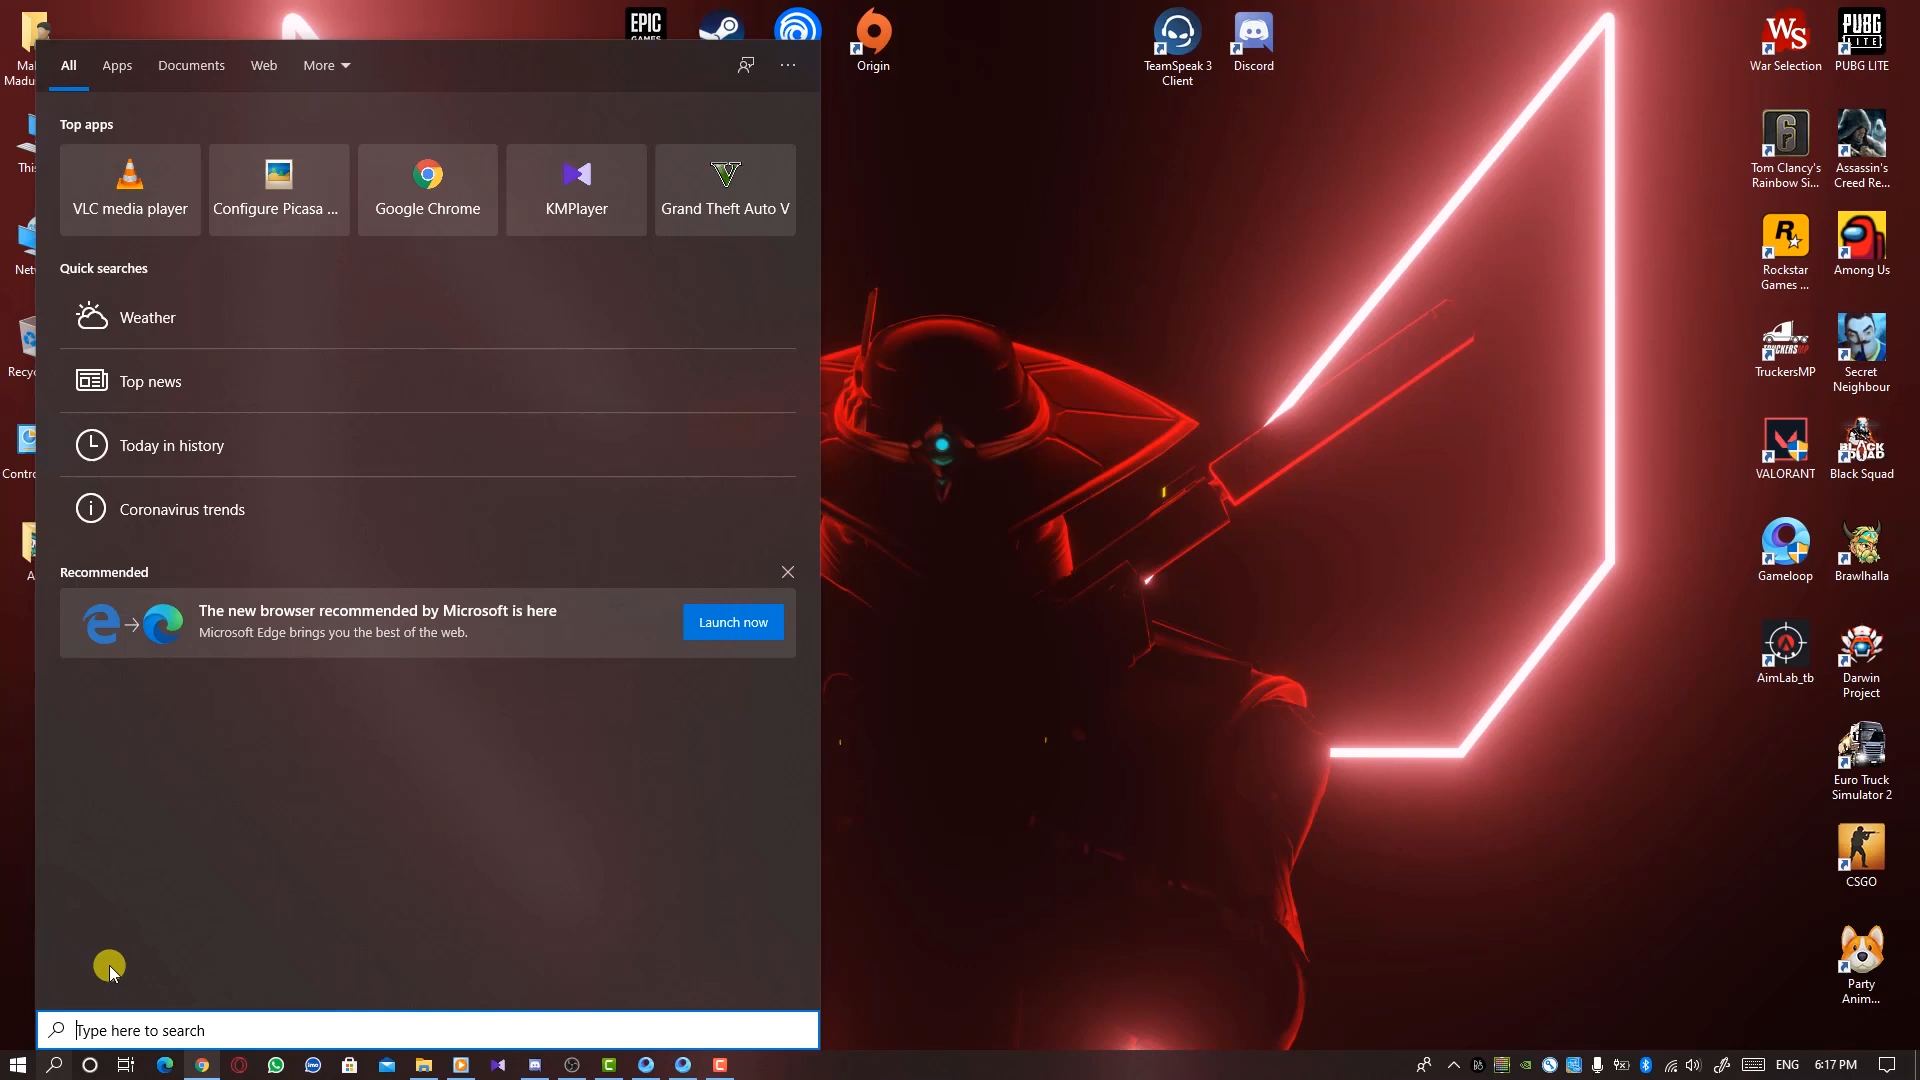 All
Apps
Documents
Web
More
Top apps
VLC media player
Configure Picasa ...
Google Chrome
KMPlayer
Grand Theft Auto V
Quick searches
Weather
Top news
Today in history
Coronavirus trends
Recommended
The new browser recommended by Microsoft is here
Microsoft Edge brings you the best of the web.
Launch now
Type here to search
EPIC
GAMES
Origin
TeamSpeak 3
Client
Discord
War Selection
PUBG LITE
Tom Clancy's
Rainbow Si...
Assassin's
Creed Re...
Rockstar
Games ...
Among Us
TruckersMP
Secret
Neighbour
VALORANT
Black Squad
Gameloop
Brawlhalla
AimLab_tb
Darwin
Project
Euro Truck
Simulator 2
CSGO
Party
Anim...
ENG
6:17 PM